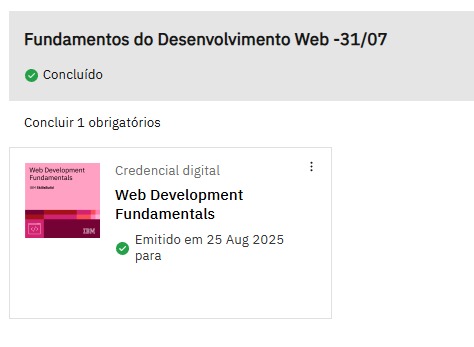 Fundamentos do Desenvolvimento Web -31/07
Concluído
Concluir 1 obrigatórios
Web Development
Fundamentals
IBM SkillsBuild
IBM
Credencial digital
Web Development
Fundamentals
Emitido em 25 Aug 2025
para